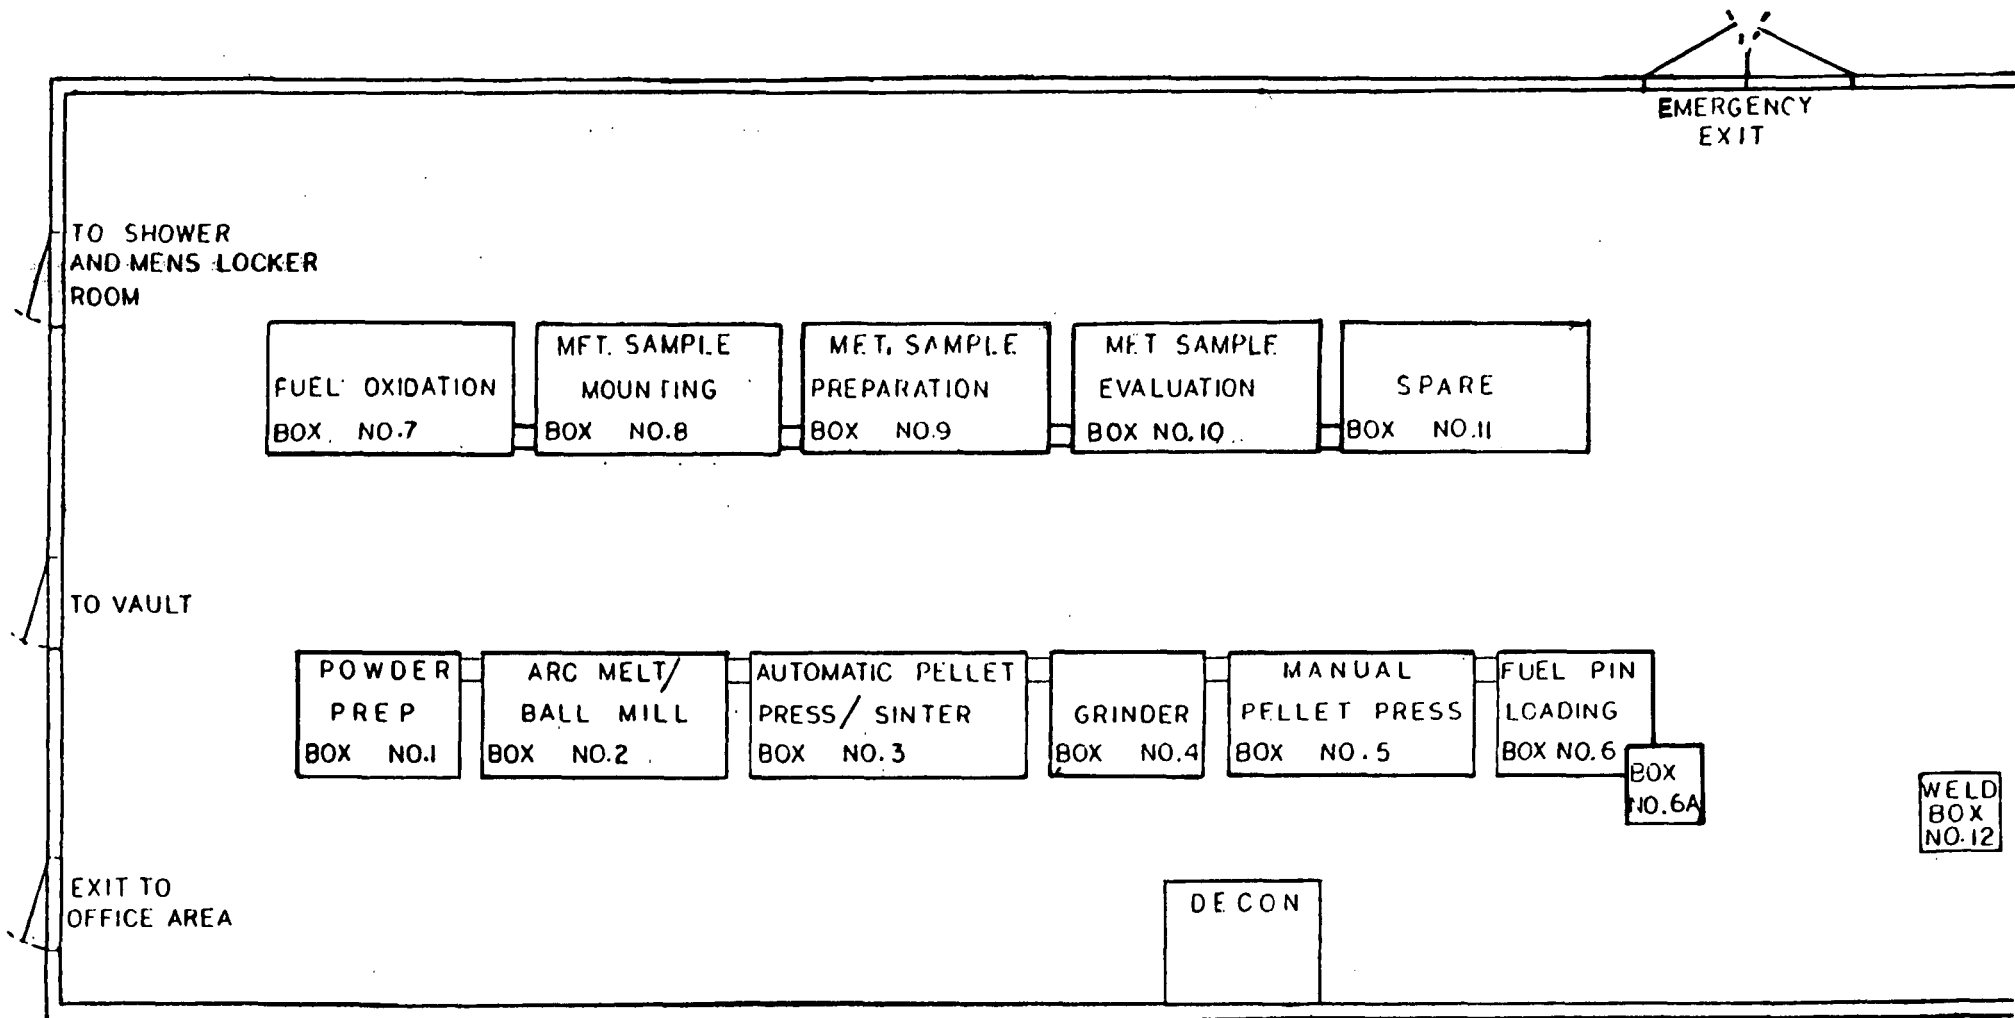 EMERGENCY
EXIT
TO SHOWER
AND MENS LOCKER
ROOM
FUEL OXIDATION
BOX NO.7
MET. SAMPLE
MOUNTING
BOX NO.8
MET. SAMPLE
PREPARATION
BOX NO.9
MET SAMPLE
EVALUATION
BOX NO.10
SPARE
BOX NO.11
TO VAULT
POWDER
PREP
BOX NO.1
ARC MELT/
BALL MILL
BOX NO.2
AUTOMATIC PELLET
PRESS/ SINTER
BOX NO.3
GRINDER
BOX NO.4
MANUAL
PELLET PRESS
BOX NO.5
FUEL PIN
LOADING
BOX NO.6
BOX
NO.6A
WELD
BOX
NO.12
EXIT TO
OFFICE AREA
DECON